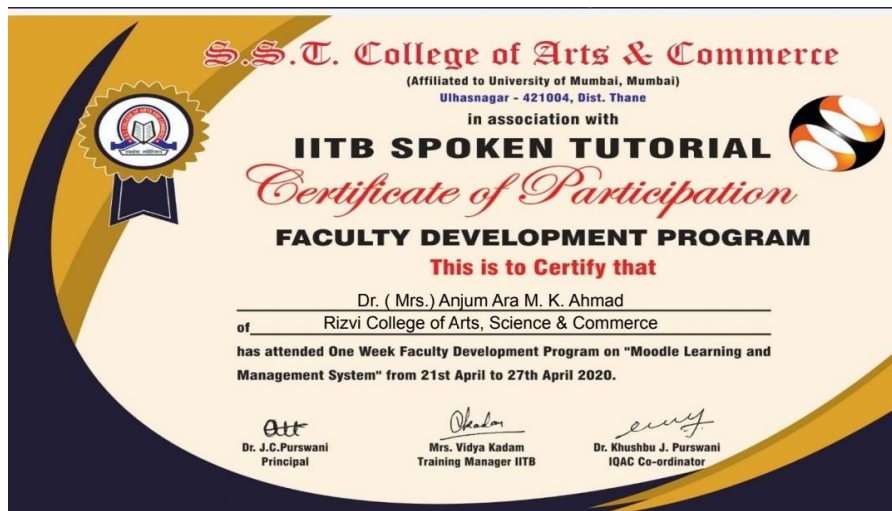 S.S.T. College of Arts & Commerce
(Affiliated to University of Mumbai, Mumbai)
Ulhasnagar - 421004, Dist. Thane
in association with
IITB SPOKEN TUTORIAL
Certificate of Participation
FACULTY DEVELOPMENT PROGRAM
This is to Certify that
Dr. ( Mrs.) Anjum Ara M. K. Ahmad
of Rizvi College of Arts, Science & Commerce
has attended One Week Faculty Development Program on "Moodle Learning and
Management System" from 21st April to 27th April 2020.
Dr. J.C.Purswani Mrs. Vidya Kadam Dr. Khushbu J. Purswani
Principal Training Manager IITB IQAC Co-ordinator